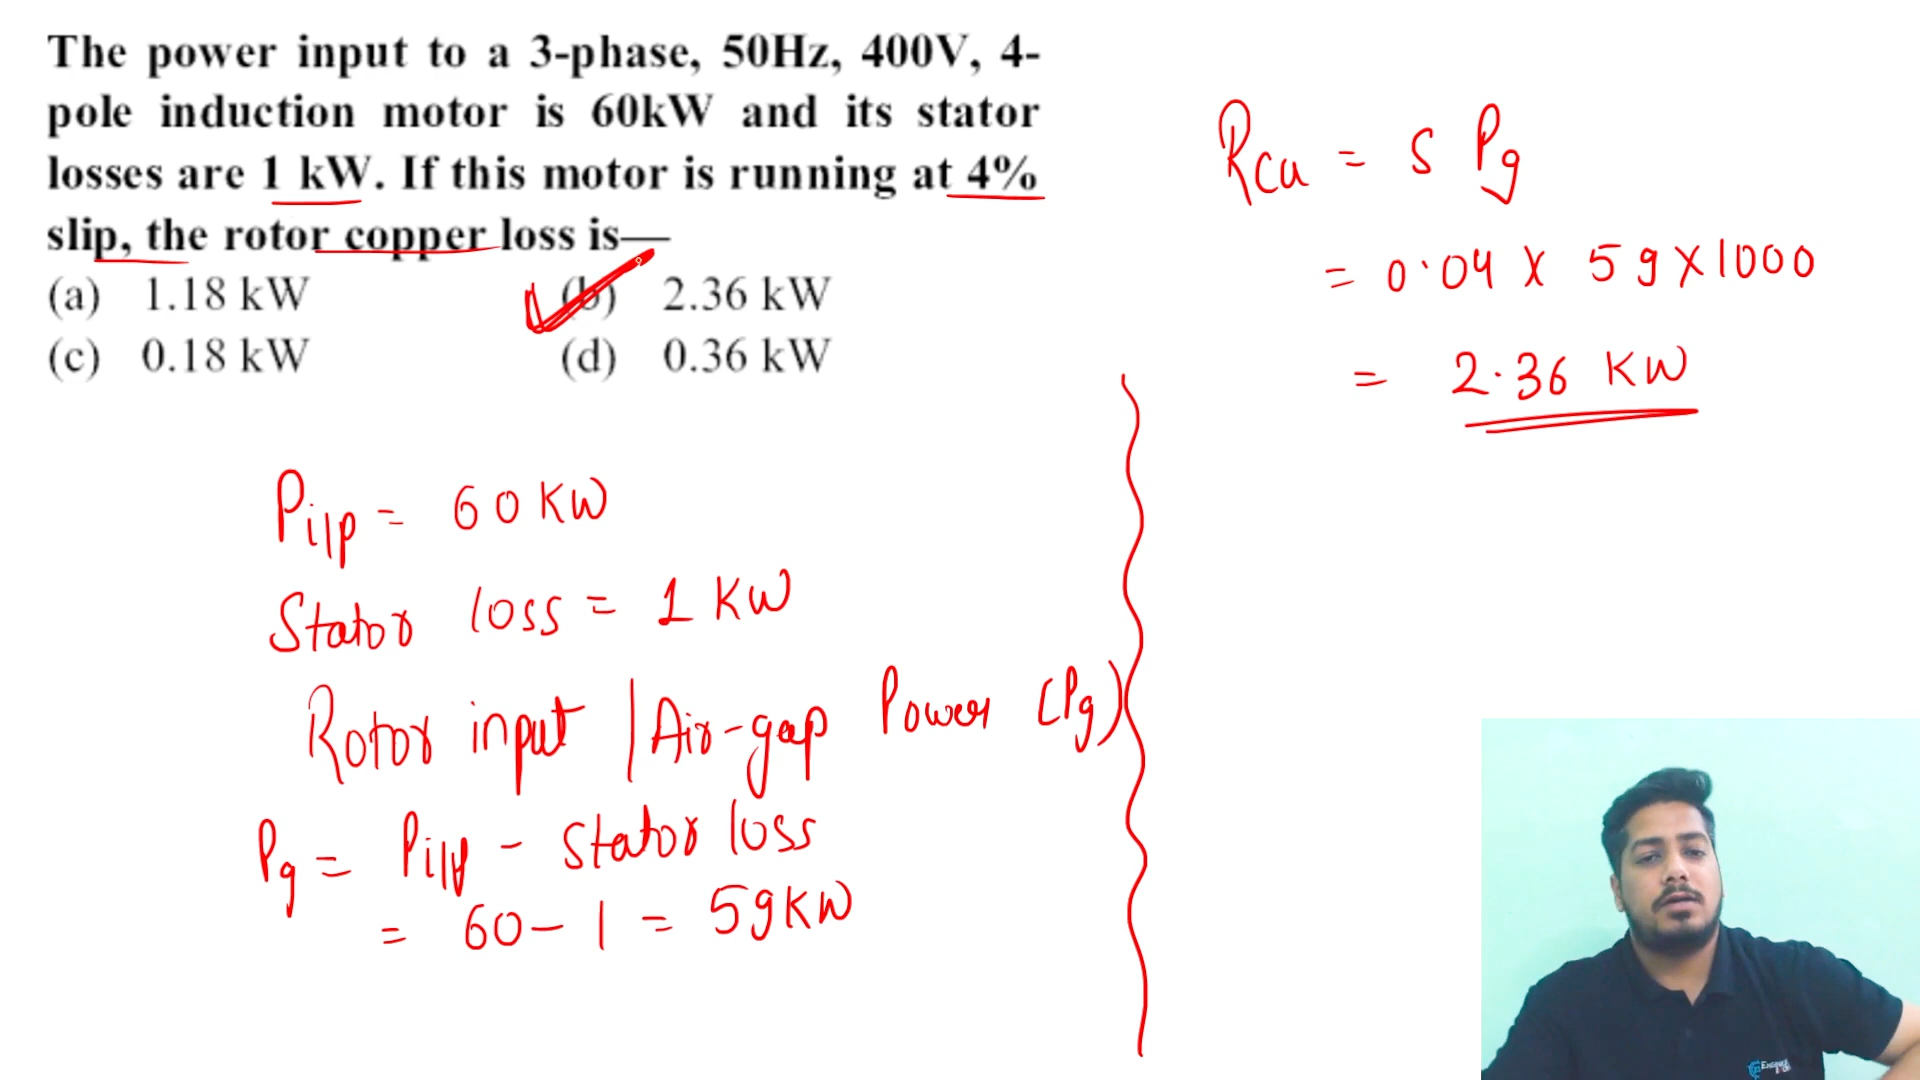 The power input to a 3-phase, 50Hz, 400V, 4-
pole induction motor is 60kW and its stator
losses are 1 kW. If this motor is running at 4%
slip, the rotor copper loss is—
(a) 1.18 kW (b) 2.36 kW
(c) 0.18 kW (d) 0.36 kW
Pi/p = 60 KW
Stator loss = 1 KW
Rotor input / Air-gap Power (Pg)
Pg = Pi/p - Stator loss
= 60 - 1 = 59 KW
Rcu = S Pg
= 0.04 X 59 X 1000
= 2.36 KW